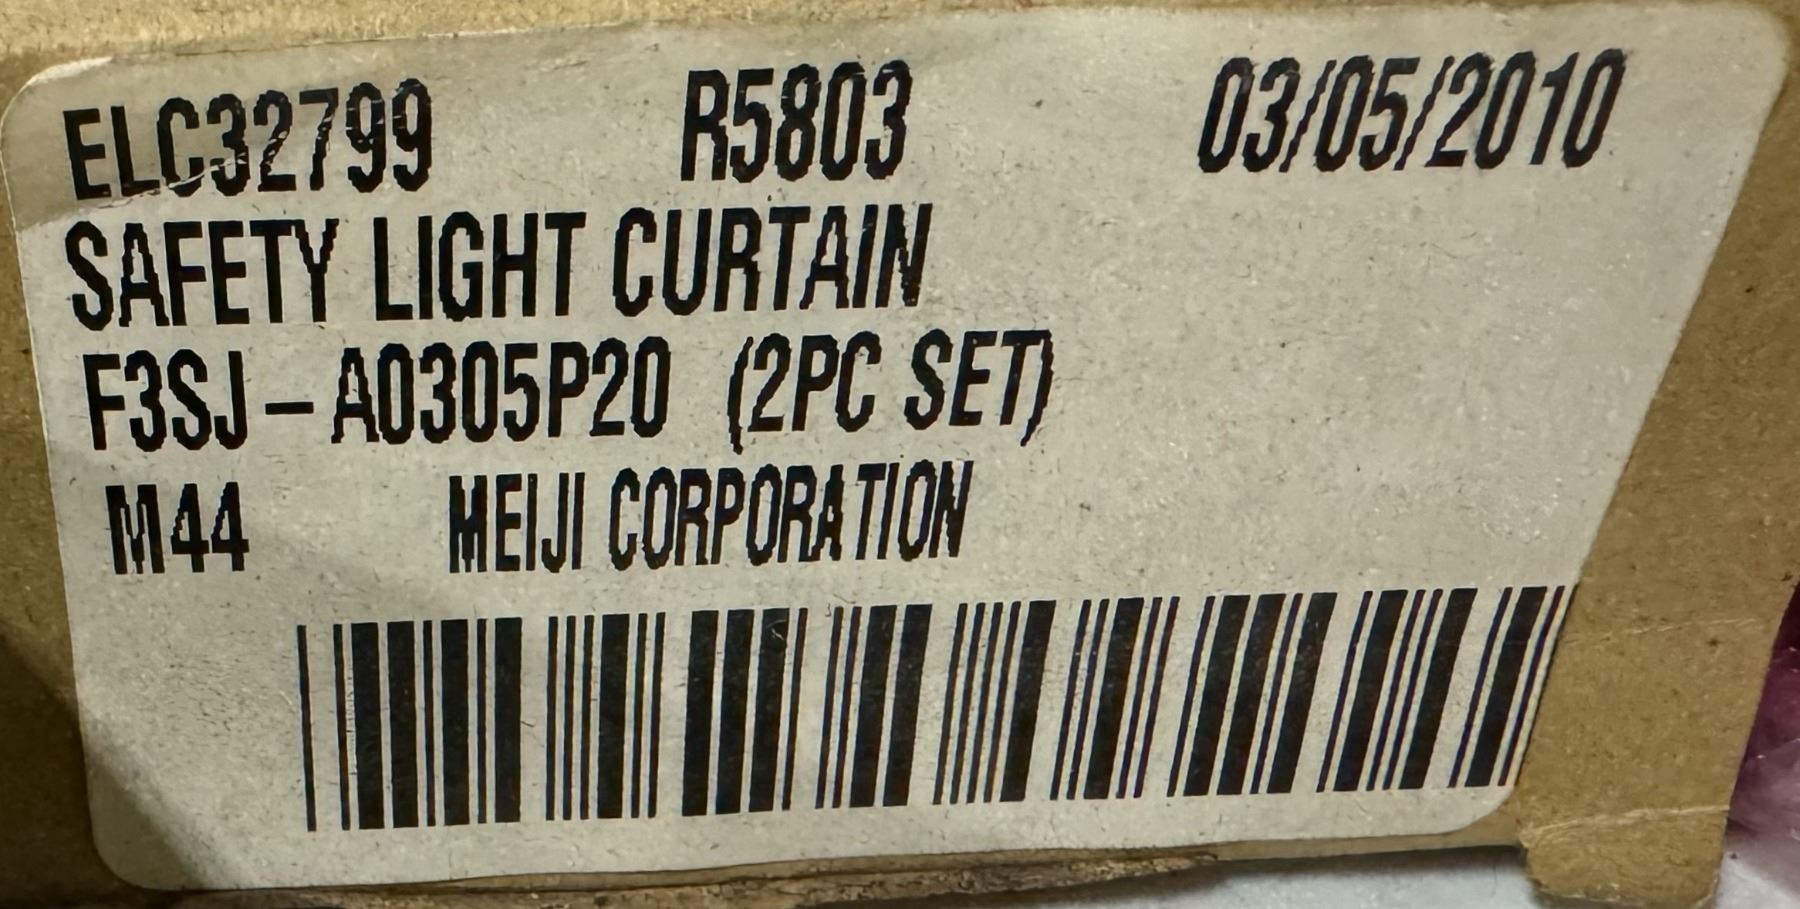 ELC32799 R5803 03/05/2010
SAFETY LIGHT CURTAIN
F3SJ-A0305P20 (2PC SET)
M44 MEIJI CORPORATION